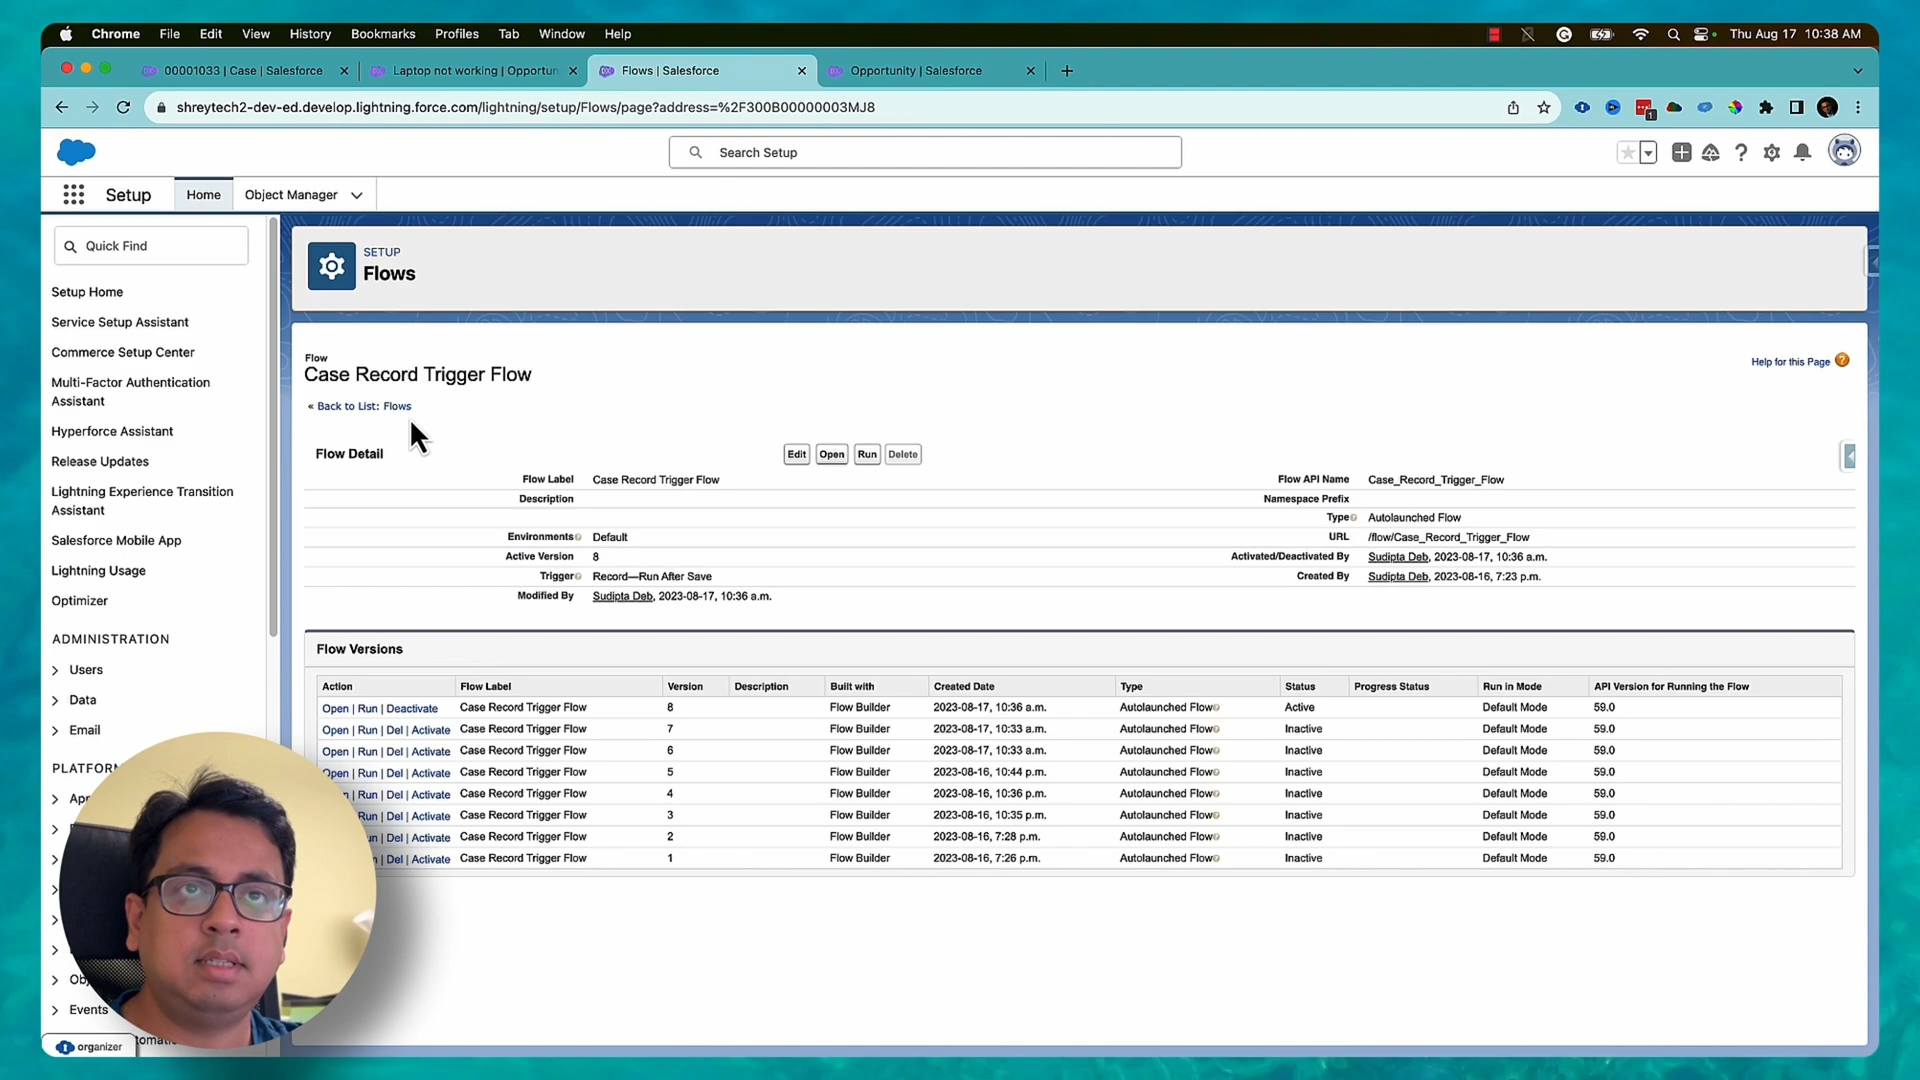 Chrome File Edit View History Bookmarks Profiles Tab Window Help Thu Aug 17 10:38 AM
00001033 | Case | Salesforce Laptop not working | Opportun Flows | Salesforce Opportunity | Salesforce
shreytech2-dev-ed.develop.lightning.force.com/lightning/setup/Flows/page?address=%2F300B00000003MJ8
Search Setup
Setup Home Object Manager
Quick Find
Setup Home
Service Setup Assistant
Commerce Setup Center
Multi-Factor Authentication
Assistant
Hyperforce Assistant
Release Updates
Lightning Experience Transition
Assistant
Salesforce Mobile App
Lightning Usage
Optimizer
ADMINISTRATION
Users
Data
Email
PLATFOR
Ap
Ob
Events
organizer
SETUP
Flows
Flow
Case Record Trigger Flow
Help for this Page
« Back to List: Flows
Flow Detail Edit Open Run Delete
Flow Label Case Record Trigger Flow Flow API Name Case_Record_Trigger_Flow
Description Namespace Prefix
Type Autolaunched Flow
Environments Default URL /flow/Case_Record_Trigger_Flow
Active Version 8 Activated/Deactivated By Sudipta Deb, 2023-08-17, 10:36 a.m.
Trigger Record—Run After Save Created By Sudipta Deb, 2023-08-16, 7:23 p.m.
Modified By Sudipta Deb, 2023-08-17, 10:36 a.m.
Flow Versions
Action Flow Label Version Description Built with Created Date Type Status Progress Status Run in Mode API Version for Running the Flow
Open | Run | Deactivate Case Record Trigger Flow 8 Flow Builder 2023-08-17, 10:36 a.m. Autolaunched Flow Active Default Mode 59.0
Open | Run | Del | Activate Case Record Trigger Flow 7 Flow Builder 2023-08-17, 10:33 a.m. Autolaunched Flow Inactive Default Mode 59.0
Open | Run | Del | Activate Case Record Trigger Flow 6 Flow Builder 2023-08-17, 10:33 a.m. Autolaunched Flow Inactive Default Mode 59.0
Open | Run | Del | Activate Case Record Trigger Flow 5 Flow Builder 2023-08-16, 10:44 p.m. Autolaunched Flow Inactive Default Mode 59.0
Run | Del | Activate Case Record Trigger Flow 4 Flow Builder 2023-08-16, 10:36 p.m. Autolaunched Flow Inactive Default Mode 59.0
Run | Del | Activate Case Record Trigger Flow 3 Flow Builder 2023-08-16, 10:35 p.m. Autolaunched Flow Inactive Default Mode 59.0
un | Del | Activate Case Record Trigger Flow 2 Flow Builder 2023-08-16, 7:28 p.m. Autolaunched Flow Inactive Default Mode 59.0
| Del | Activate Case Record Trigger Flow 1 Flow Builder 2023-08-16, 7:26 p.m. Autolaunched Flow Inactive Default Mode 59.0